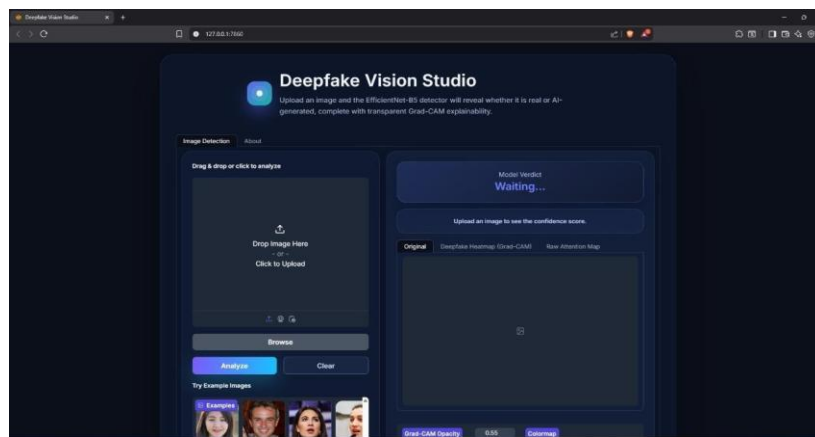 Deepfake Vision Studio
127.0.0.1:7860
Deepfake Vision Studio
Upload an image and the EfficientNet-B5 detector will reveal whether it is real or AI-
generated, complete with transparent Grad-CAM explainability.
Image Detection
About
Drag & drop or click to analyze
Drop Image Here
- or -
Click to Upload
Browse
Analyze
Clear
Try Example Images
Examples
Model Verdict
Waiting...
Upload an image to see the confidence score.
Original
Deepfake Heatmap (Grad-CAM)
Raw Attention Map
Grad-CAM Opacity
0.55
Colormap